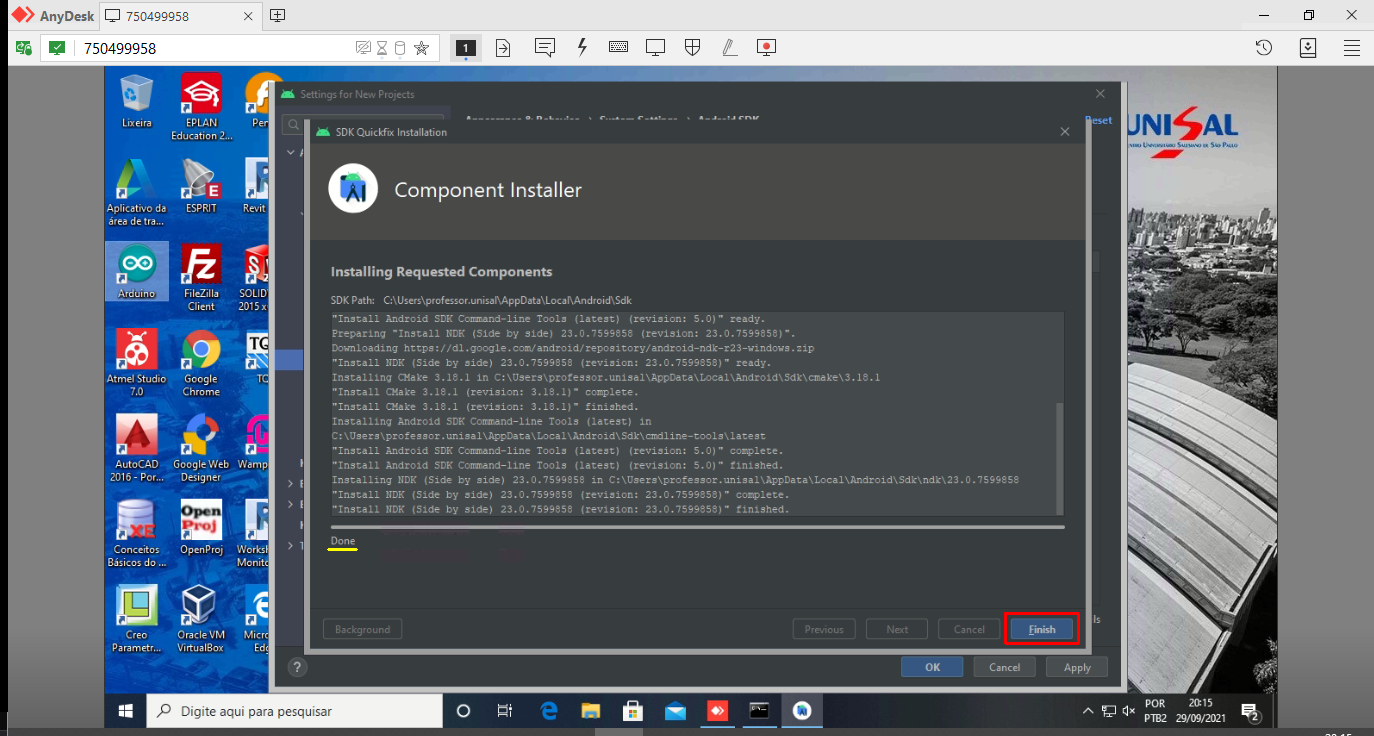 AnyDesk
750499958
750499958
1
Lixeira
EPLAN
Education 2...
Per
Aplicativo da
área de tra...
ESPRIT
Revit
Arduino
FileZilla
Client
SOLID
2015 x
Atmel Studio
7.0
Google
Chrome
TC
AutoCAD
2016 - Por...
Google Web
Designer
Wamp
Conceitos
Básicos do ...
OpenProj
Works
Monito
Creo
Parametr...
Oracle VM
VirtualBox
Micro
Edg
Settings for New Projects
Appearance & Behavior › System Settings › Android SDK
Reset
SDK Quickfix Installation
Component Installer
Installing Requested Components
SDK Path: C:\Users\professor.unisal\AppData\Local\Android\Sdk
"Install Android SDK Command-line Tools (latest) (revision: 5.0)" ready.
Preparing "Install NDK (Side by side) 23.0.7599858 (revision: 23.0.7599858)".
Downloading https://dl.google.com/android/repository/android-ndk-r23-windows.zip
"Install NDK (Side by side) 23.0.7599858 (revision: 23.0.7599858)" ready.
Installing CMake 3.18.1 in C:\Users\professor.unisal\AppData\Local\Android\Sdk\cmake\3.18.1
"Install CMake 3.18.1 (revision: 3.18.1)" complete.
"Install CMake 3.18.1 (revision: 3.18.1)" finished.
Installing Android SDK Command-line Tools (latest) in
C:\Users\professor.unisal\AppData\Local\Android\Sdk\cmdline-tools\latest
"Install Android SDK Command-line Tools (latest) (revision: 5.0)" complete.
"Install Android SDK Command-line Tools (latest) (revision: 5.0)" finished.
Installing NDK (Side by side) 23.0.7599858 in C:\Users\professor.unisal\AppData\Local\Android\Sdk\ndk\23.0.7599858
"Install NDK (Side by side) 23.0.7599858 (revision: 23.0.7599858)" complete.
"Install NDK (Side by side) 23.0.7599858 (revision: 23.0.7599858)" finished.
Done
Background
Previous
Next
Cancel
Finish
ls
?
OK
Cancel
Apply
UNISAL
Centro Universitário Salesiano de São Paulo
Digite aqui para pesquisar
POR
PTB2
20:15
29/09/2021
2